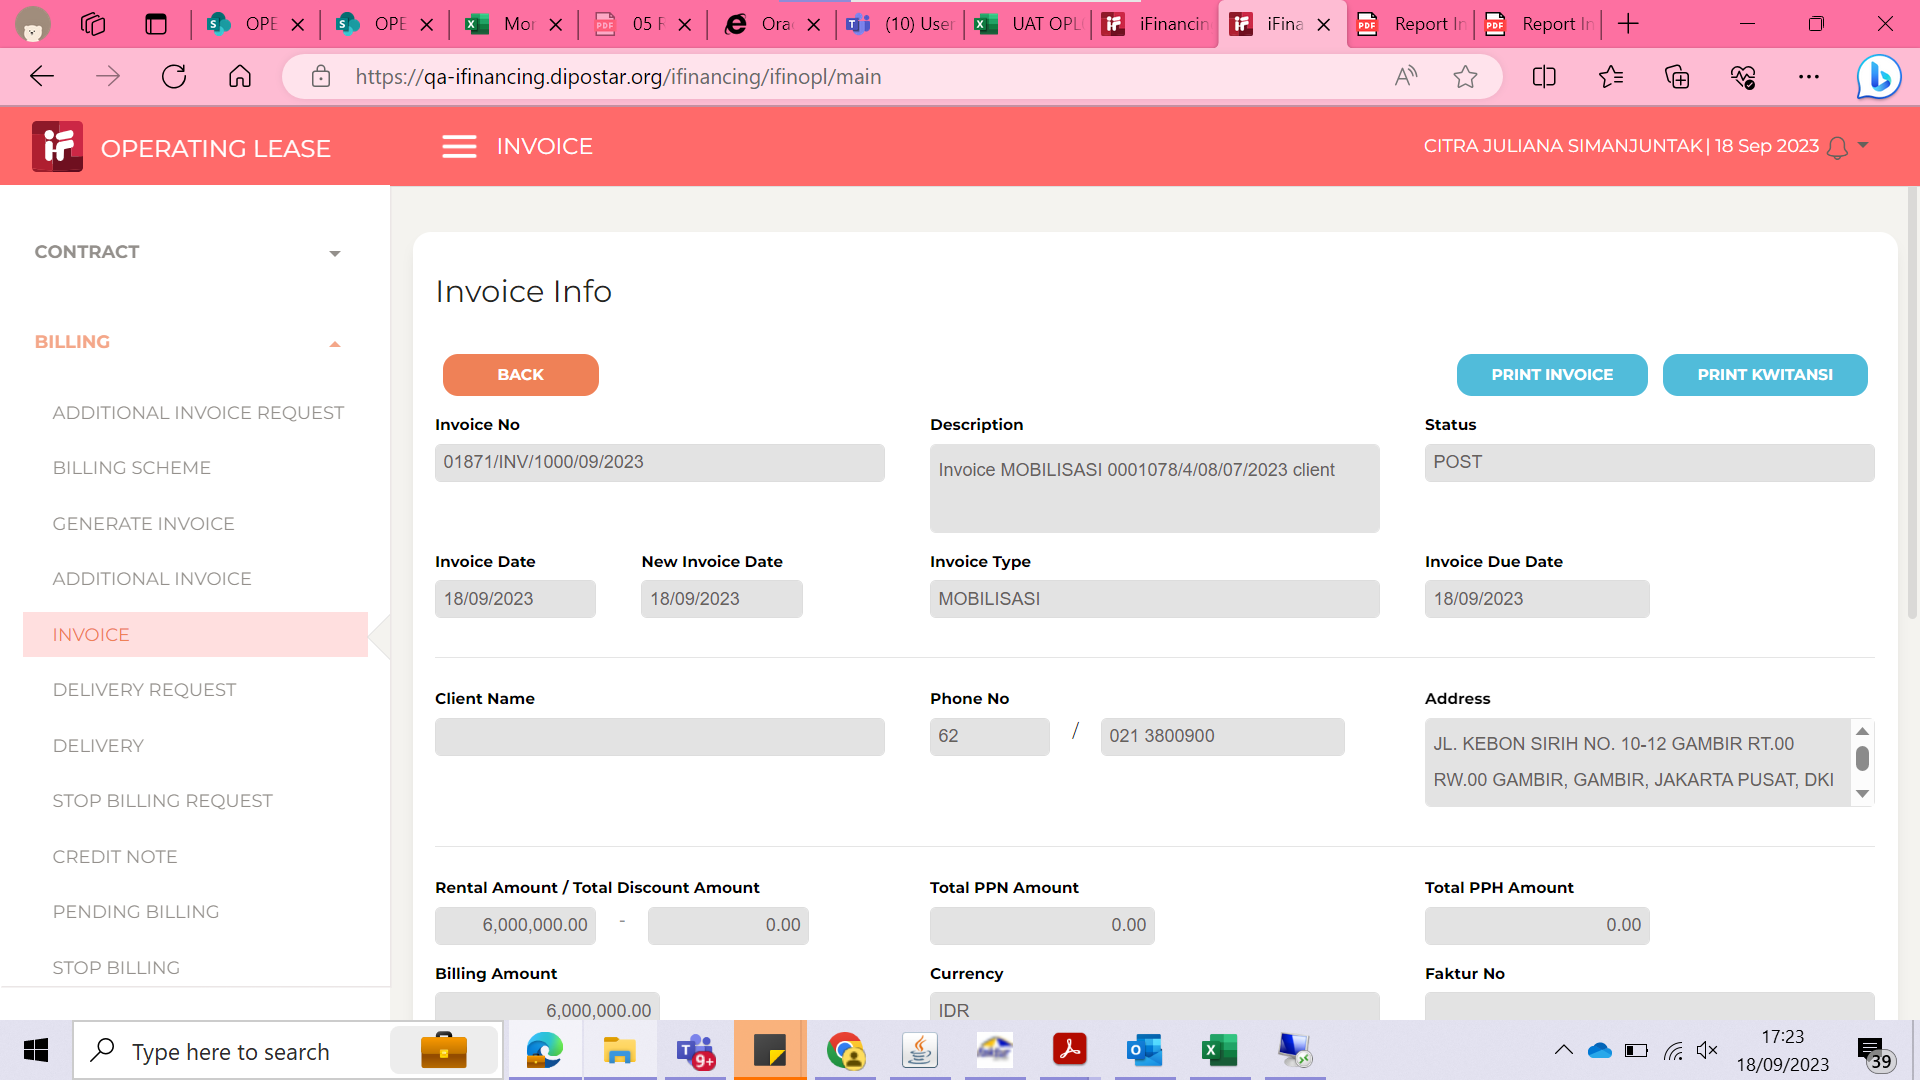 OPE
OPE
Mor
05 F
Ora
(10) User
UAT OPL
iFinancin
iFina
Report In
Report In
https://qa-ifinancing.dipostar.org/ifinancing/ifinopl/main
OPERATING LEASE
INVOICE
CITRA JULIANA SIMANJUNTAK | 18 Sep 2023
CONTRACT
BILLING
ADDITIONAL INVOICE REQUEST
BILLING SCHEME
GENERATE INVOICE
ADDITIONAL INVOICE
INVOICE
DELIVERY REQUEST
DELIVERY
STOP BILLING REQUEST
CREDIT NOTE
PENDING BILLING
STOP BILLING
Invoice Info
BACK
PRINT INVOICE
PRINT KWITANSI
Invoice No
Description
Status
01871/INV/1000/09/2023
Invoice MOBILISASI 0001078/4/08/07/2023 client
POST
Invoice Date
New Invoice Date
Invoice Type
Invoice Due Date
18/09/2023
18/09/2023
MOBILISASI
18/09/2023
Client Name
Phone No
Address
62
/
021 3800900
JL. KEBON SIRIH NO. 10-12 GAMBIR RT.00
RW.00 GAMBIR, GAMBIR, JAKARTA PUSAT, DKI
Rental Amount / Total Discount Amount
Total PPN Amount
Total PPH Amount
6,000,000.00
-
0.00
0.00
0.00
Billing Amount
Currency
Faktur No
6,000,000.00
IDR
Type here to search
9+
17:23
18/09/2023
39